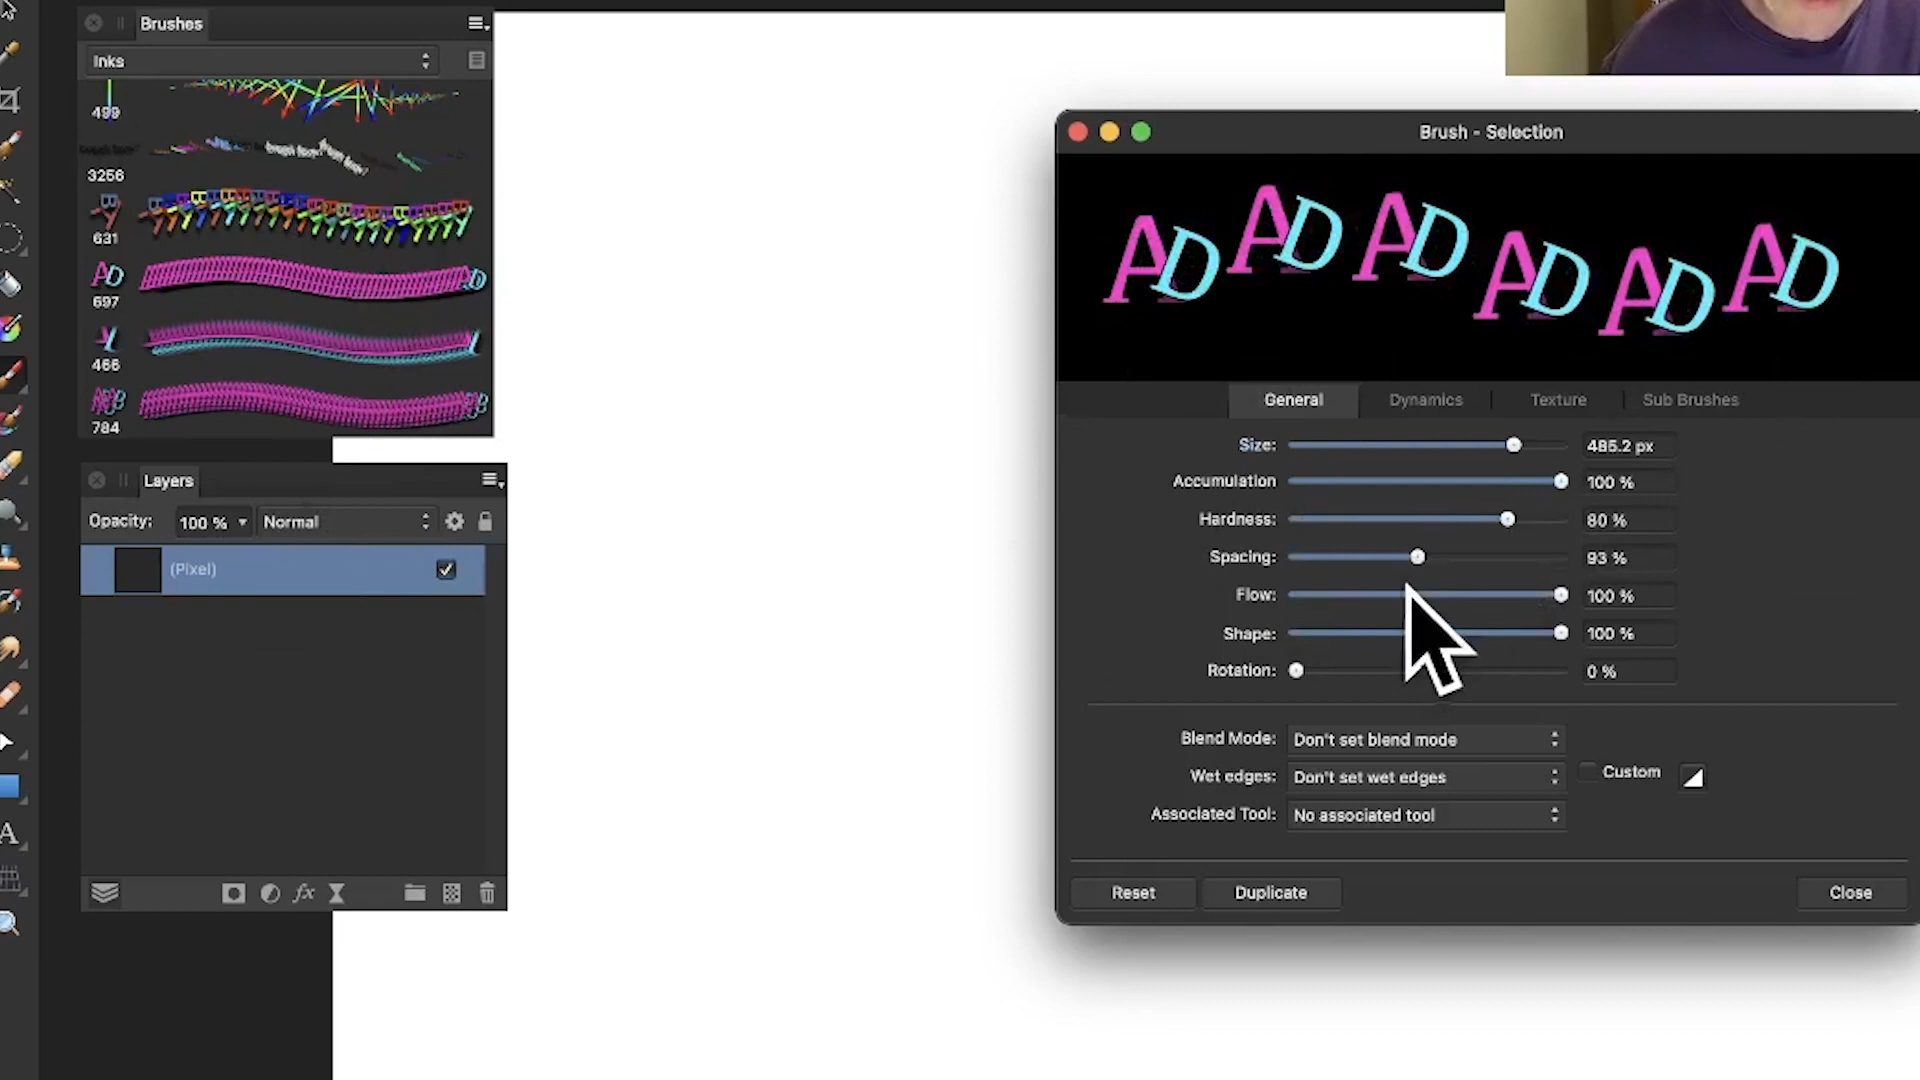 Brushes
Inks
499
3256
631
AD
697
466
784
Layers
Opacity: 100 % Normal
(Pixel)
fx
A
Brush - Selection
AD AD AD AD AD AD
General Dynamics Texture Sub Brushes
Size: 485.2 px
Accumulation 100 %
Hardness: 80 %
Spacing: 93 %
Flow: 100 %
Shape: 100 %
Rotation: 0 %
Blend Mode: Don't set blend mode
Wet edges: Don't set wet edges Custom
Associated Tool: No associated tool
Reset Duplicate Close